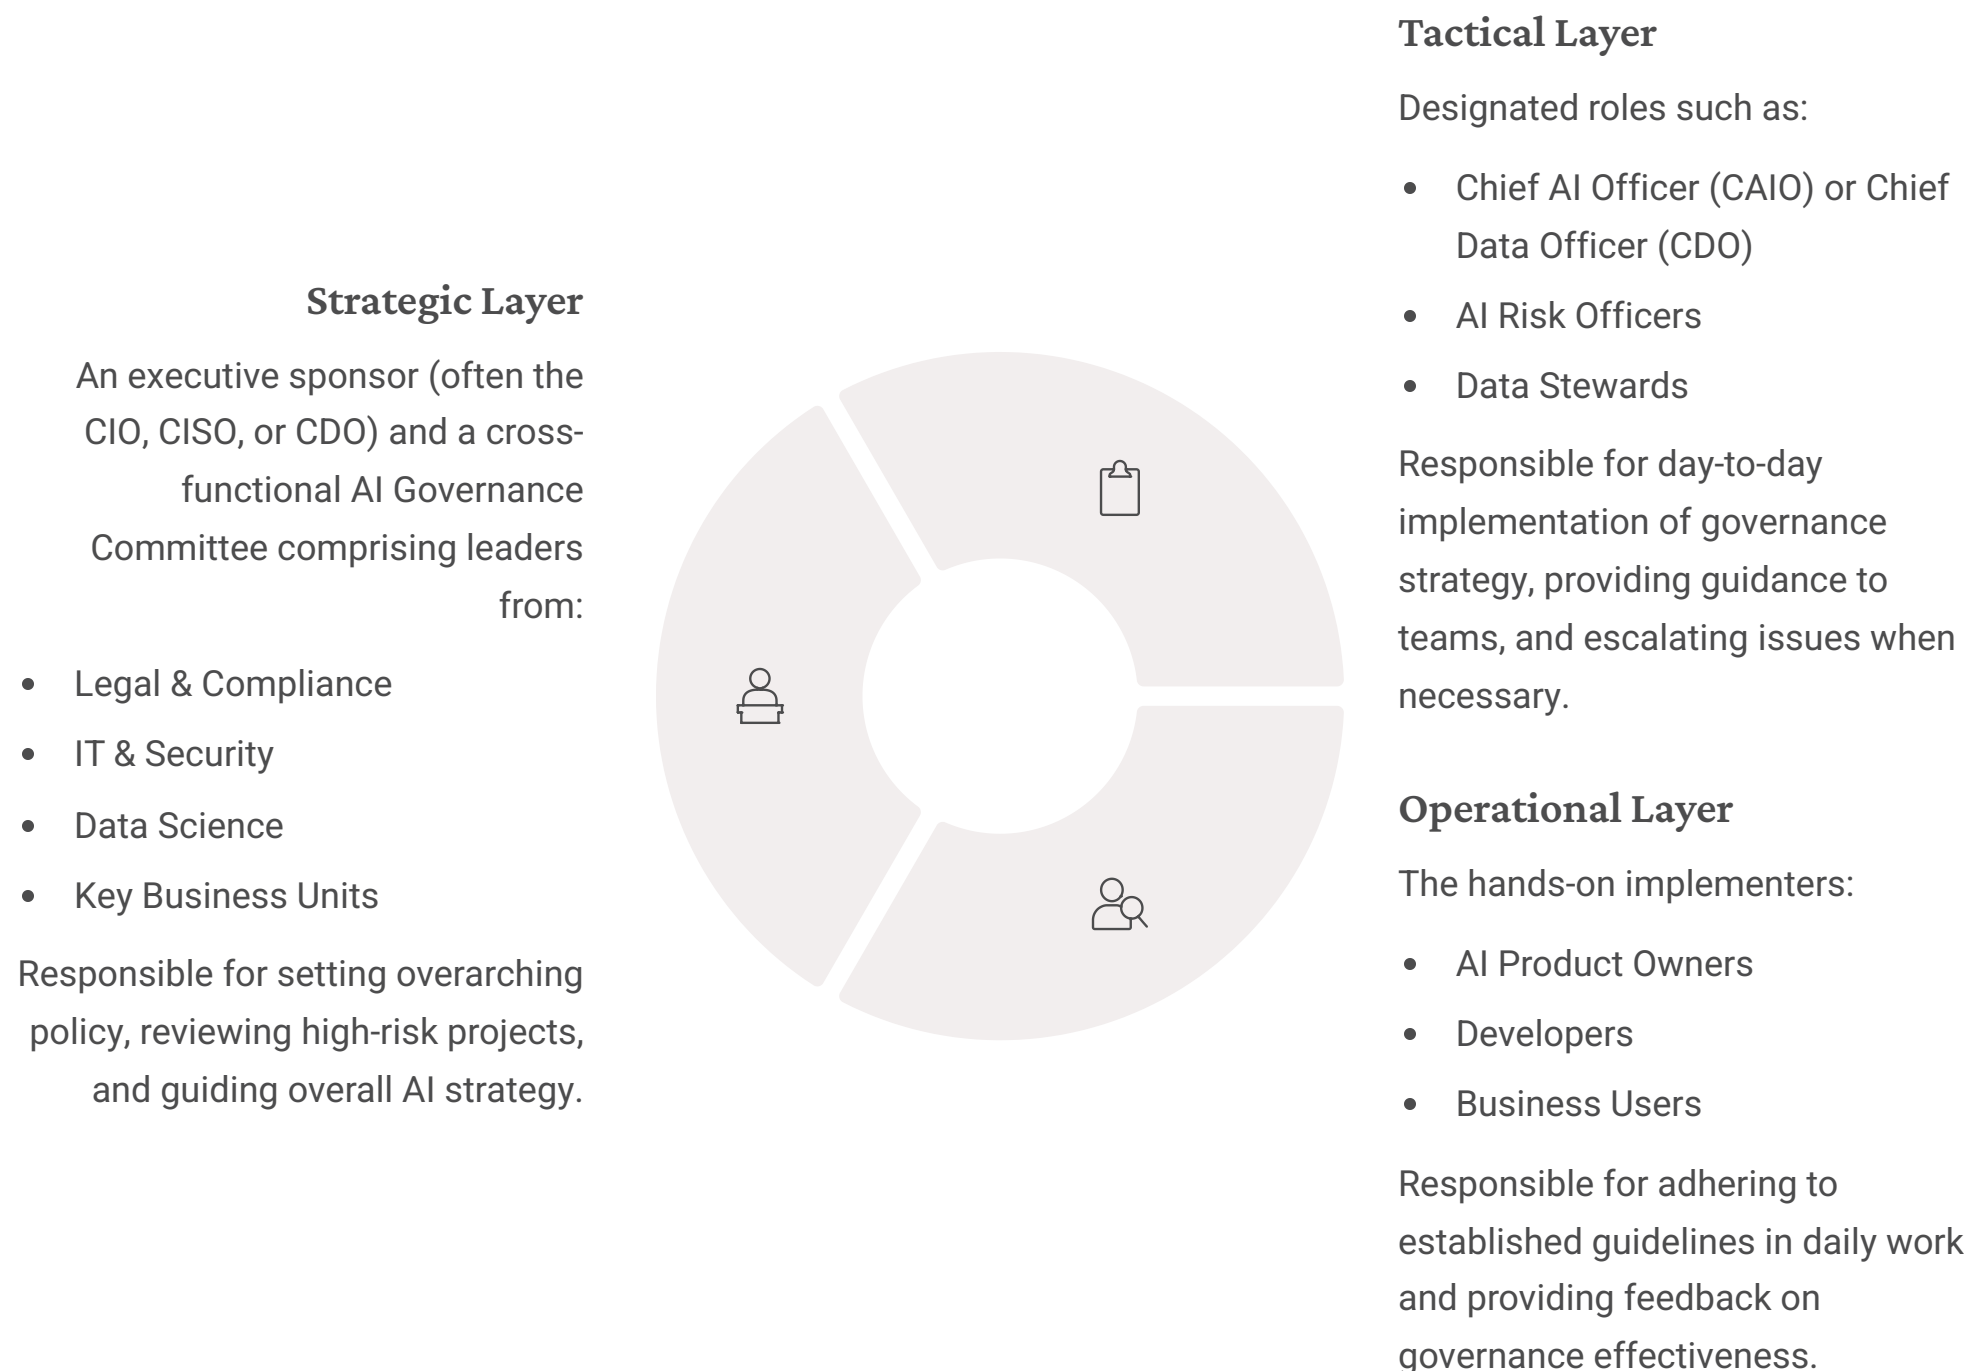 Strategic Layer
An executive sponsor (often the
CIO, CISO, or CDO) and a cross-
functional AI Governance
Committee comprising leaders
from:
• Legal & Compliance
• IT & Security
• Data Science
• Key Business Units
Responsible for setting overarching
policy, reviewing high-risk projects,
and guiding overall AI strategy.
Tactical Layer
Designated roles such as:
• Chief AI Officer (CAIO) or Chief
Data Officer (CDO)
• AI Risk Officers
• Data Stewards
Responsible for day-to-day
implementation of governance
strategy, providing guidance to
teams, and escalating issues when
necessary.
Operational Layer
The hands-on implementers:
• AI Product Owners
• Developers
• Business Users
Responsible for adhering to
established guidelines in daily work
and providing feedback on
governance effectiveness.